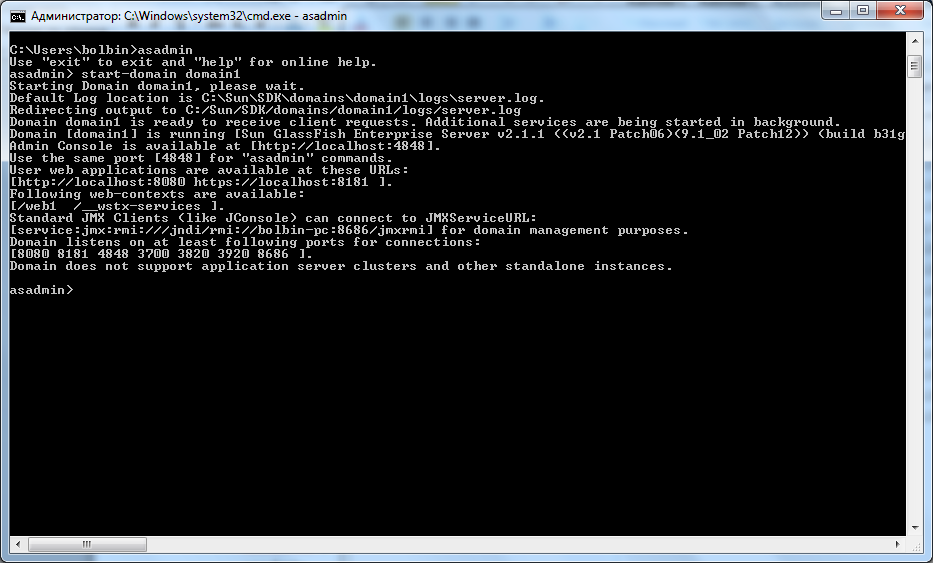 Администратор: C:\Windows\system32\cmd.exe - asadmin
C:\Users\bolbin>asadmin
Use "exit" to exit and "help" for online help.
asadmin> start-domain domain1
Starting Domain domain1, please wait.
Default Log location is C:\Sun\SDK\domains\domain1\logs\server.log.
Redirecting output to C:/Sun/SDK/domains/domain1/logs/server.log
Domain domain1 is ready to receive client requests. Additional services are being started in background.
Domain [domain1] is running [Sun GlassFish Enterprise Server v2.1.1 ((v2.1 Patch06)(9.1_02 Patch12)) (build b31g
Admin Console is available at [http://localhost:4848].
Use the same port [4848] for "asadmin" commands.
User web applications are available at these URLs:
[http://localhost:8080 https://localhost:8181 ].
Following web-contexts are available:
[/web1  /__wstx-services ].
Standard JMX Clients (like JConsole) can connect to JMXServiceURL:
[service:jmx:rmi:///jndi/rmi://bolbin-pc:8686/jmxrmi] for domain management purposes.
Domain listens on at least following ports for connections:
[8080 8181 4848 3700 3820 3920 8686 ].
Domain does not support application server clusters and other standalone instances.
asadmin>